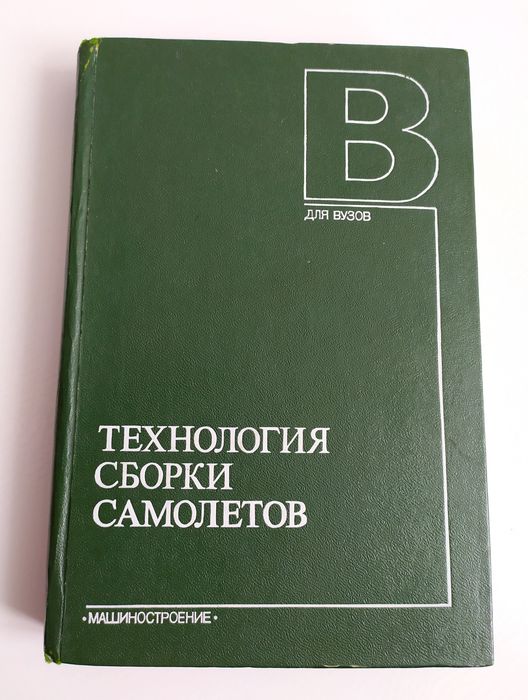 В
ДЛЯ ВУЗОВ
ТЕХНОЛОГИЯ
СБОРКИ
САМОЛЕТОВ
•МАШИНОСТРОЕНИЕ•